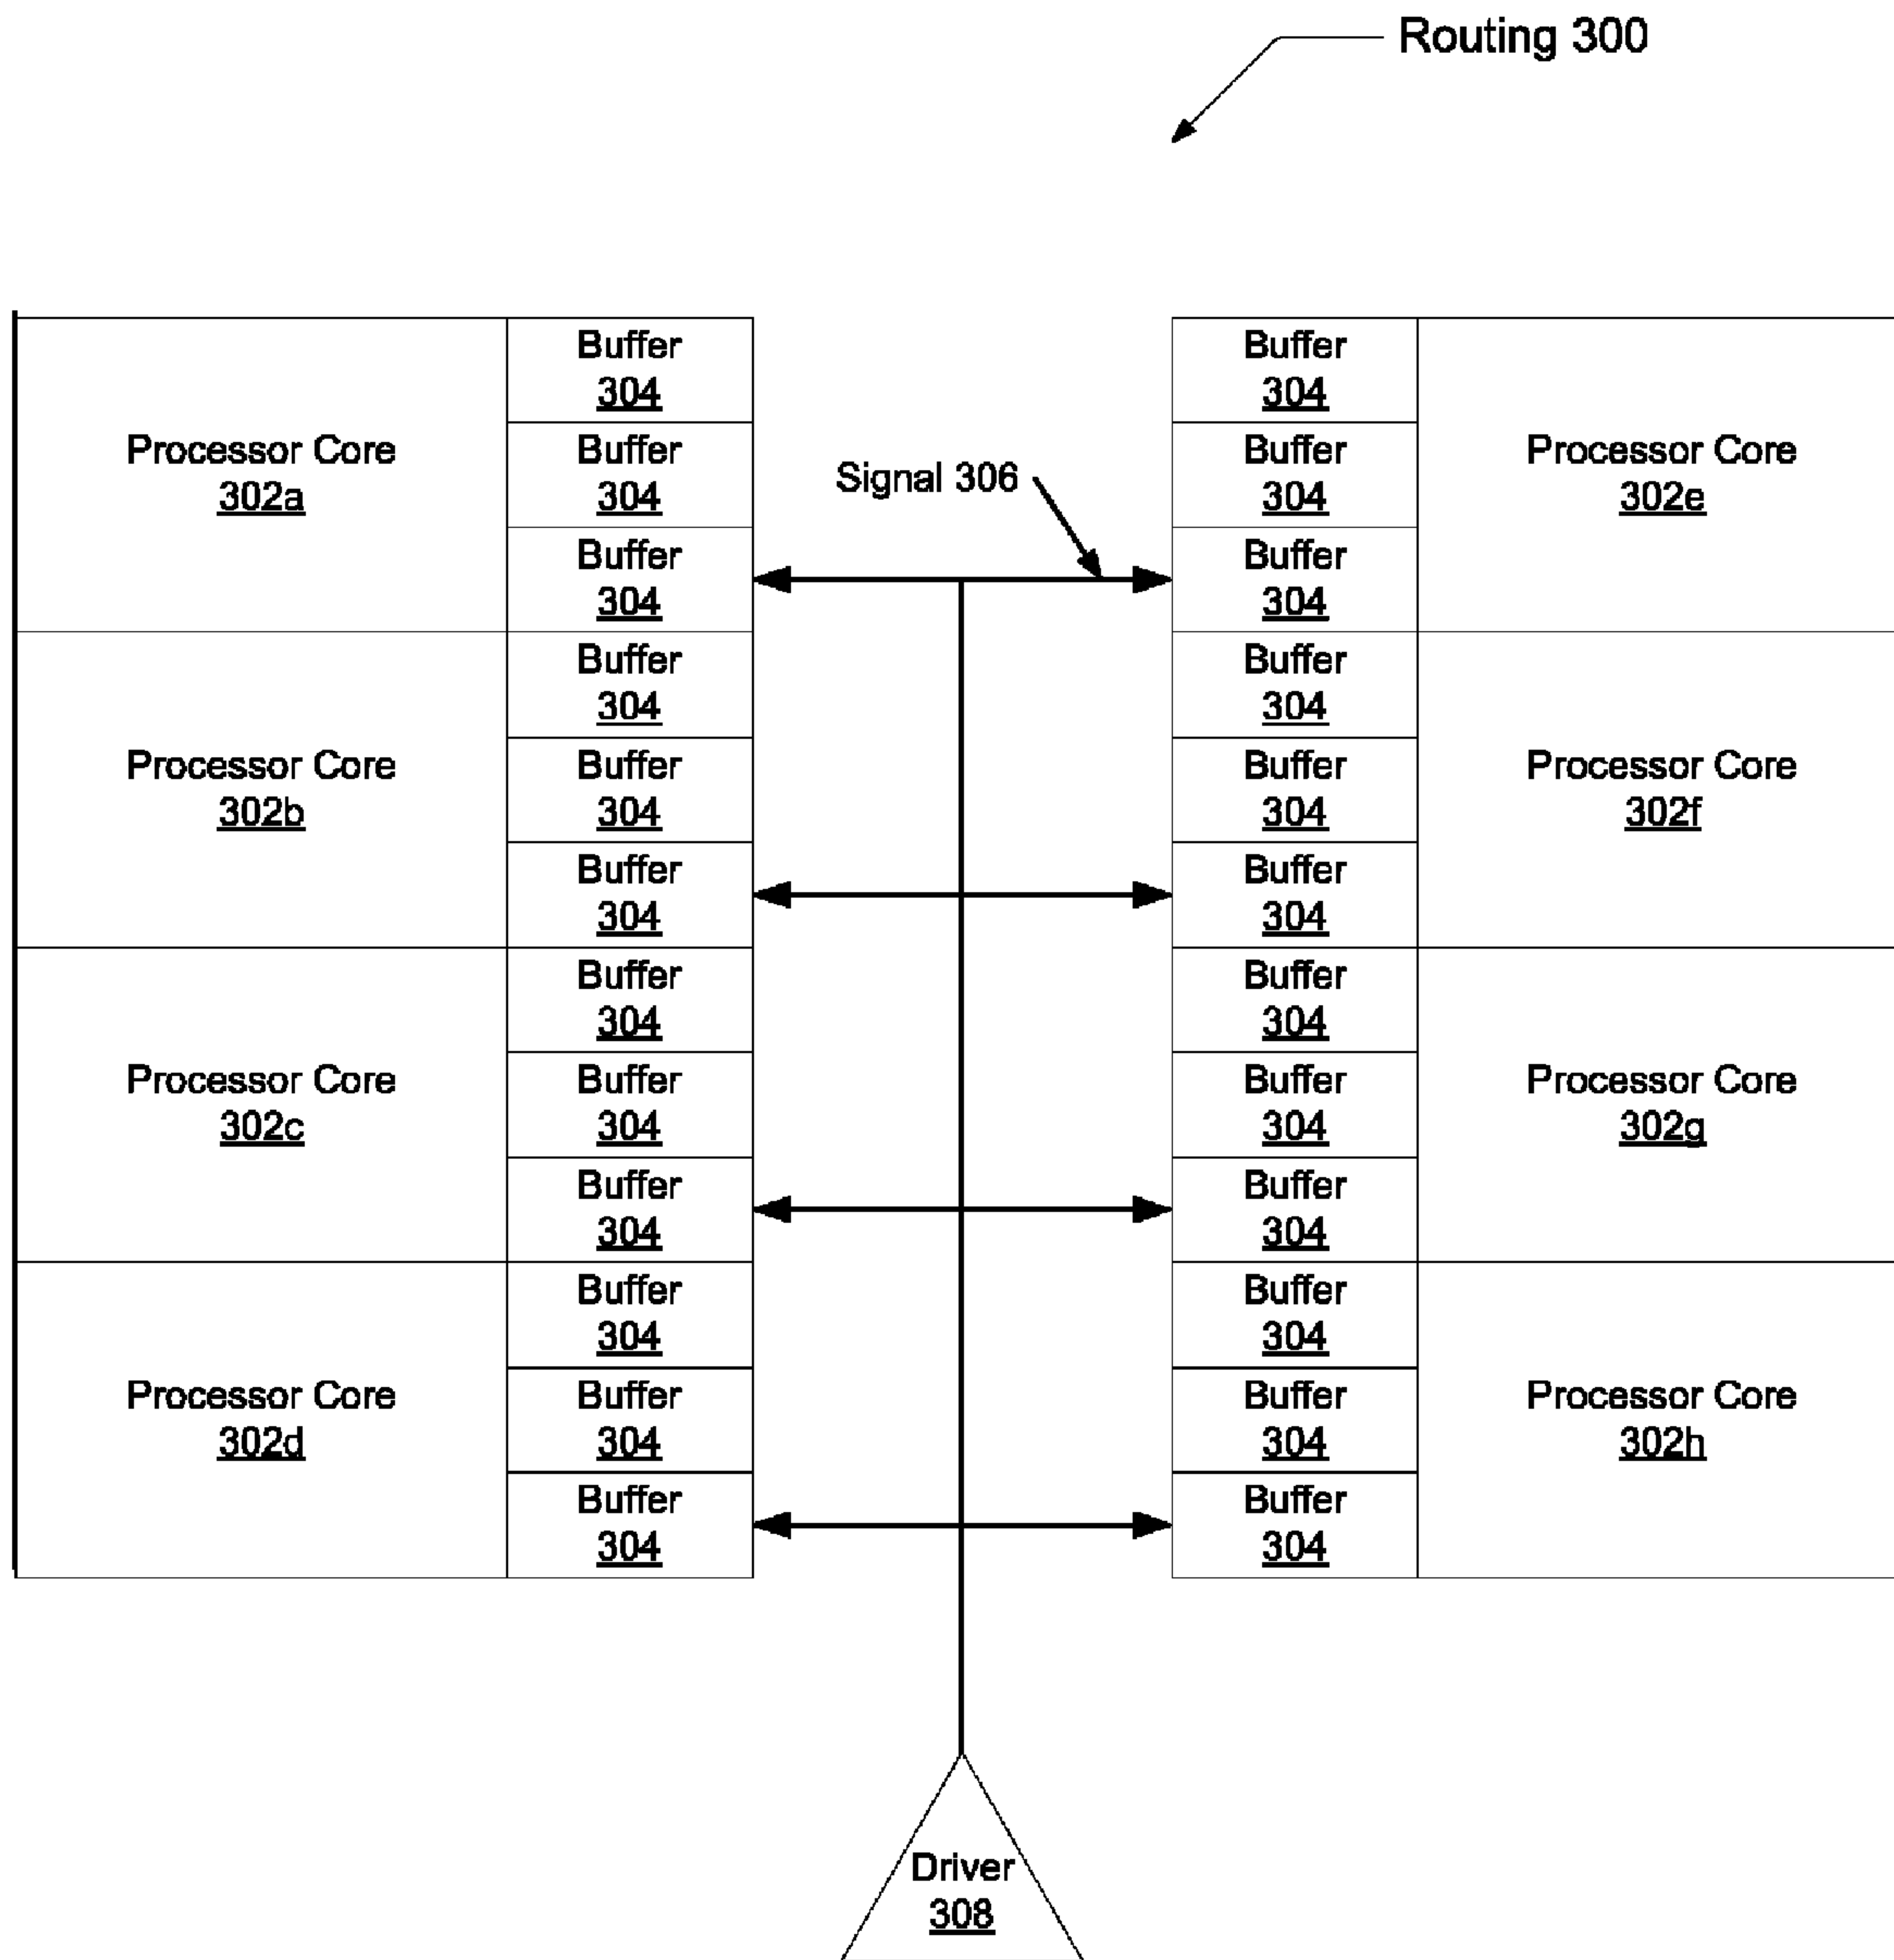 Routing 300
Processor Core
302a
Buffer
304
Buffer
304
Buffer
304
Processor Core
302b
Buffer
304
Buffer
304
Buffer
304
Processor Core
302c
Buffer
304
Buffer
304
Buffer
304
Processor Core
302d
Buffer
304
Buffer
304
Buffer
304
Signal 306
Buffer
304
Buffer
304
Buffer
304
Processor Core
302e
Buffer
304
Buffer
304
Buffer
304
Processor Core
302f
Buffer
304
Buffer
304
Buffer
304
Processor Core
302g
Buffer
304
Buffer
304
Buffer
304
Processor Core
302h
Driver
308